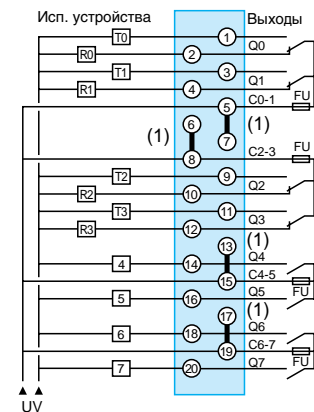 Исп. устройства Выходы
T0 1
R0 2 Q0
T1 3
R1 4 Q1
5 C0-1 FU
6 (1)
(1) 7
8 C2-3 FU
T2 9
R2 10 Q2
T3 11
R3 12 Q3
13 (1)
4 14 Q4
15 C4-5 FU
5 16 Q5
17 (1)
6 18 Q6
19 C6-7 FU
7 20 Q7
UV